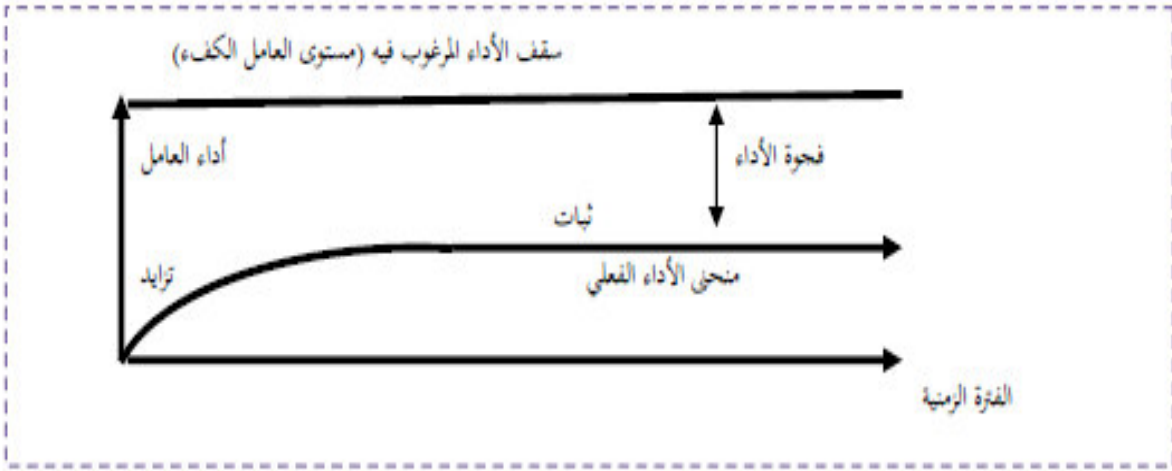 سقف الأداء المرغوب فيه (مستوى العامل الكفء)
أداء العامل
فجوة الأداء
ثبات
تزايد
منحنى الأداء الفعلي
الفترة الزمنية